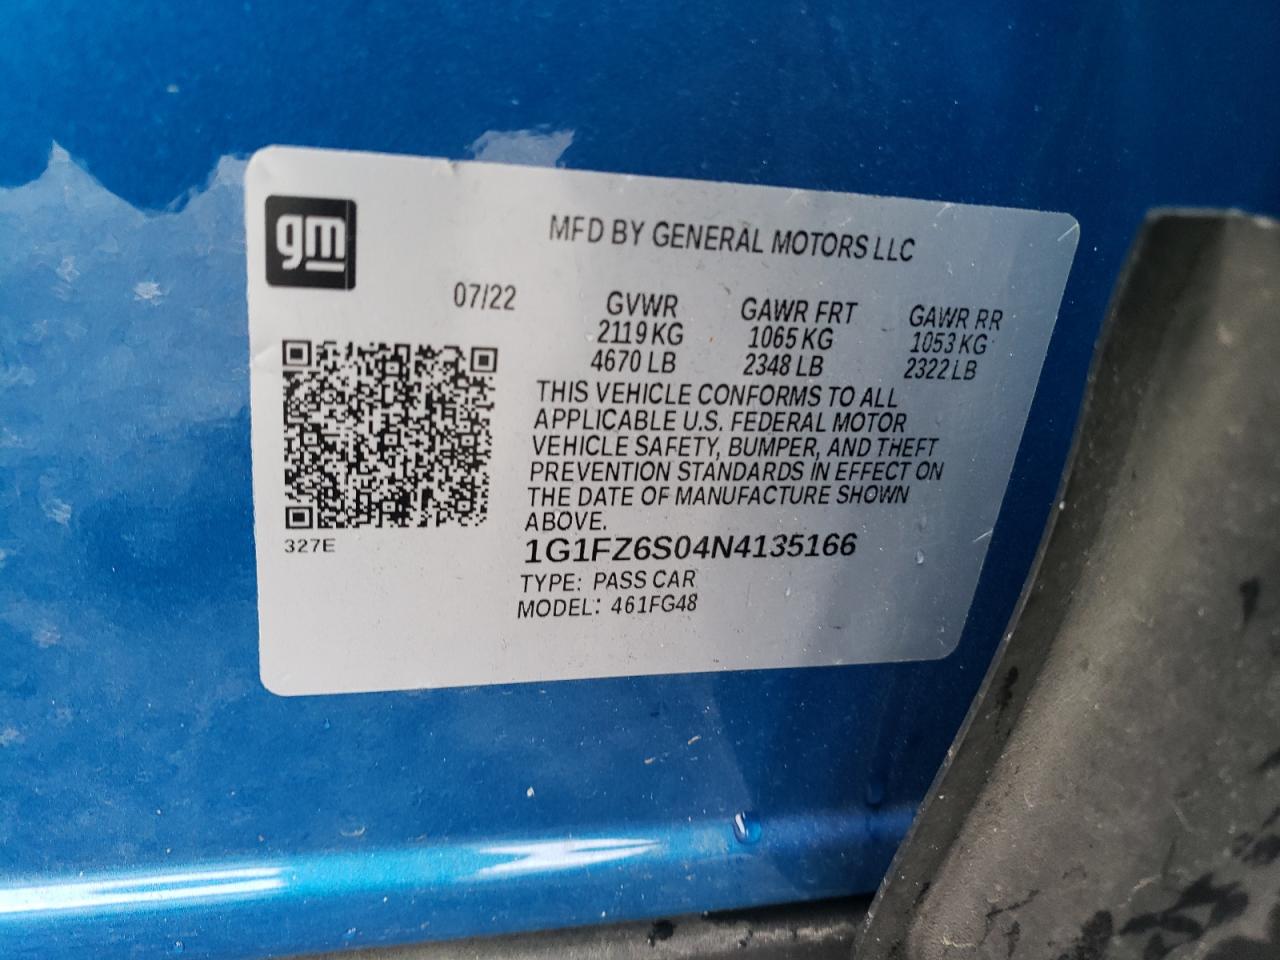 gm
MFD BY GENERAL MOTORS LLC
07/22 GVWR GAWR FRT GAWR RR
2119 KG 1065 KG 1053 KG
4670 LB 2348 LB 2322 LB
THIS VEHICLE CONFORMS TO ALL
APPLICABLE U.S. FEDERAL MOTOR
VEHICLE SAFETY, BUMPER, AND THEFT
PREVENTION STANDARDS IN EFFECT ON
THE DATE OF MANUFACTURE SHOWN
ABOVE.
327E
1G1FZ6S04N4135166
TYPE: PASS CAR
MODEL: 461FG48